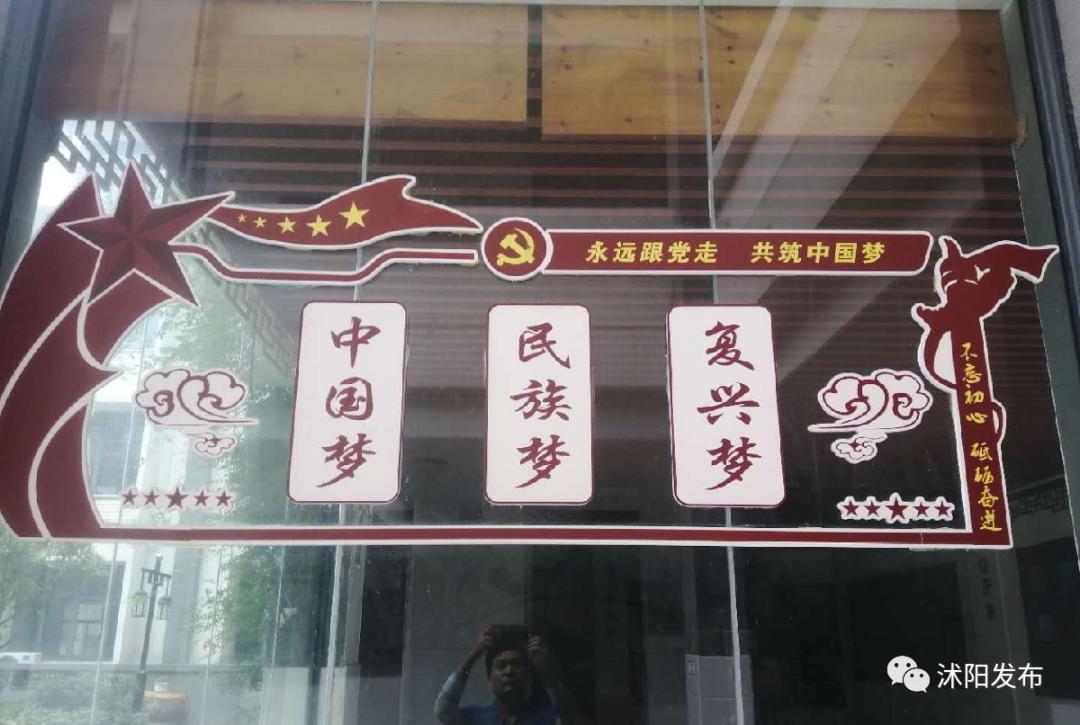 永远跟党走 共筑中国梦
中国梦
民族梦
复兴梦
不忘初心 砥砺奋进
沭阳发布